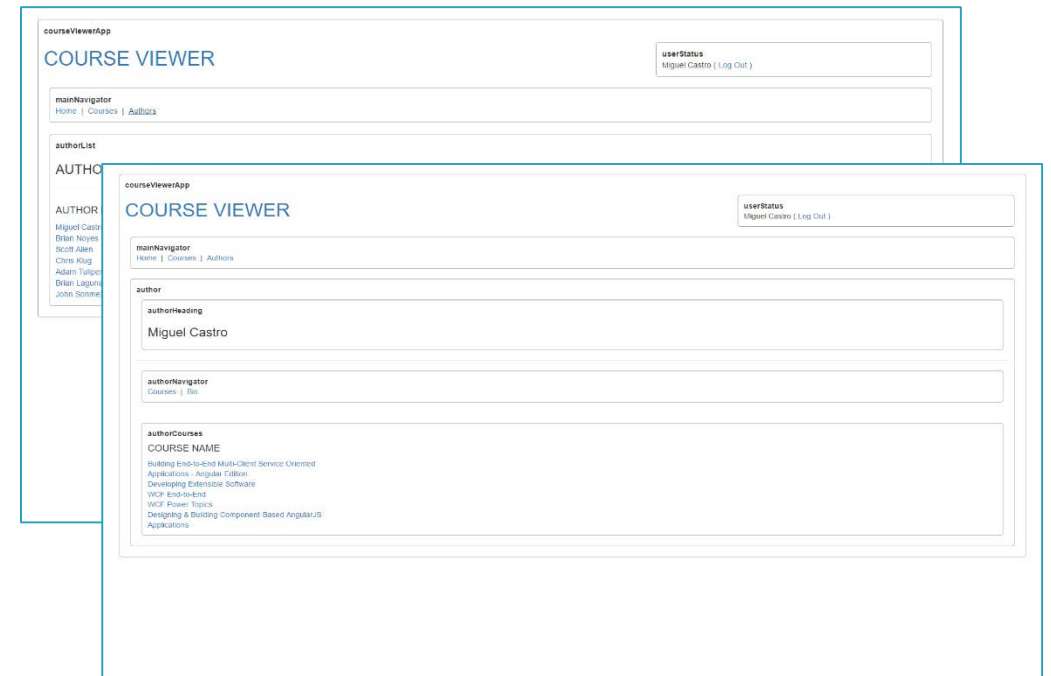 courseViewerApp
COURSE VIEWER
userStatus
Miguel Castro ( Log Out )
mainNavigator
Home | Courses | Authors
authorList
AUTHO
AUTHOR
Miguel Castr
Brian Noyes
Scott Allen
Chris Klug
Adam Tulipe
Brian Laguna
John Sonme
courseViewerApp
COURSE VIEWER
userStatus
Miguel Castro ( Log Out )
mainNavigator
Home | Courses | Authors
author
authorHeading
Miguel Castro
authorNavigator
Courses | Bio
authorCourses
COURSE NAME
Building End-to-End Multi-Client Service Oriented
Applications - Angular Edition
Developing Extensible Software
WCF End-to-End
WCF Power Topics
Designing & Building Component Based AngularJS
Applications